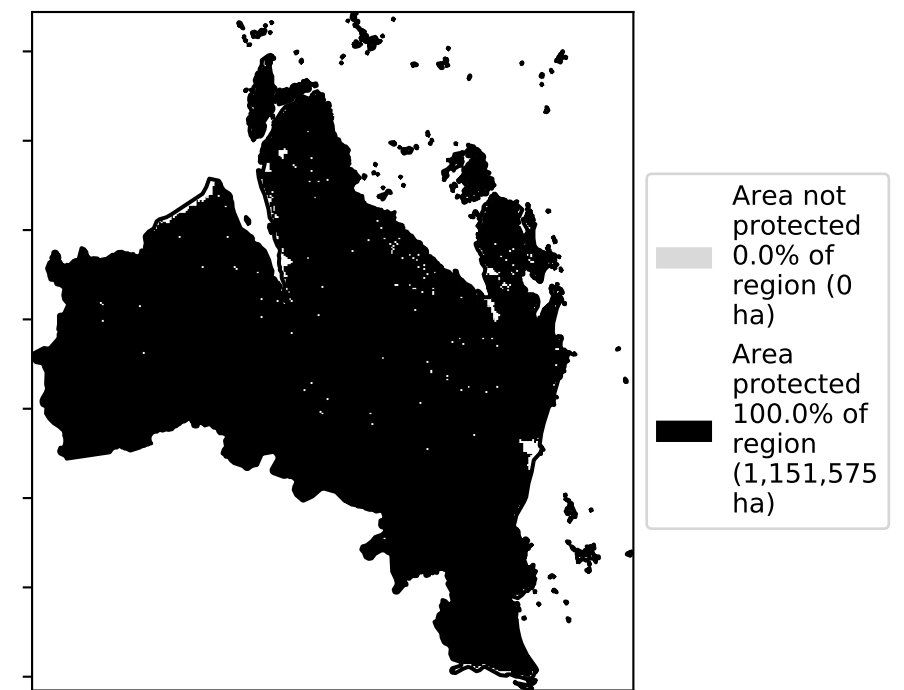 Area not
protected
0.0% of
region (0
ha)
Area
protected
100.0% of
region
(1,151,575
ha)